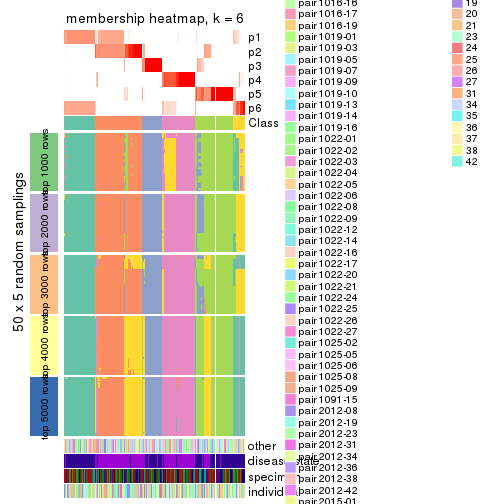 membership heatmap, k = 6
p1
p2
p3
p4
p5
p6
Class
50 x 5 random samplings
top 1000 rows
top 2000 rows
top 3000 rows
top 4000 rows
top 5000 rows
other
disease.state
individ
pair1016-16
pair1016-17
pair1016-19
pair1019-01
pair1019-03
pair1019-05
pair1019-07
pair1019-09
pair1019-10
pair1019-13
pair1019-14
pair1019-16
pair1022-01
pair1022-02
pair1022-03
pair1022-04
pair1022-05
pair1022-06
pair1022-08
pair1022-09
pair1022-12
pair1022-14
pair1022-16
pair1022-17
pair1022-20
pair1022-21
pair1022-24
pair1022-25
pair1022-26
pair1022-27
pair1025-02
pair1025-05
pair1025-06
pair1025-08
pair1025-09
pair1091-15
pair2012-08
pair2012-19
pair2012-23
pair2012-31
pair2012-34
pair2012-36
pair2012-38
pair2012-42
pair2015-01
19
20
21
23
24
25
26
27
31
34
35
36
37
38
42